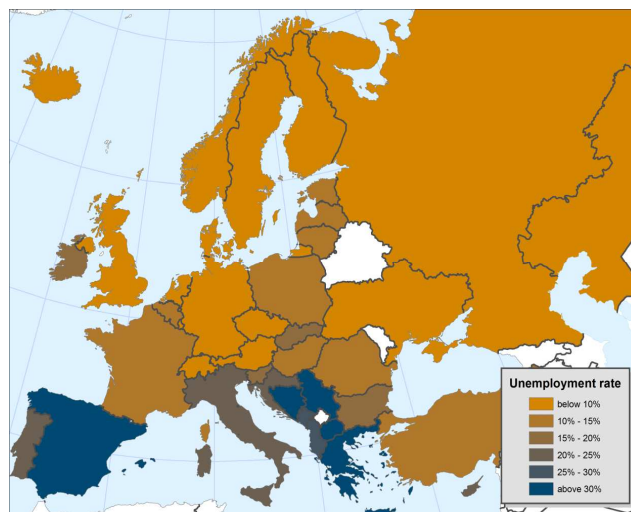 Unemployment rate
below 10%
10% - 15%
15% - 20%
20% - 25%
25% - 30%
above 30%